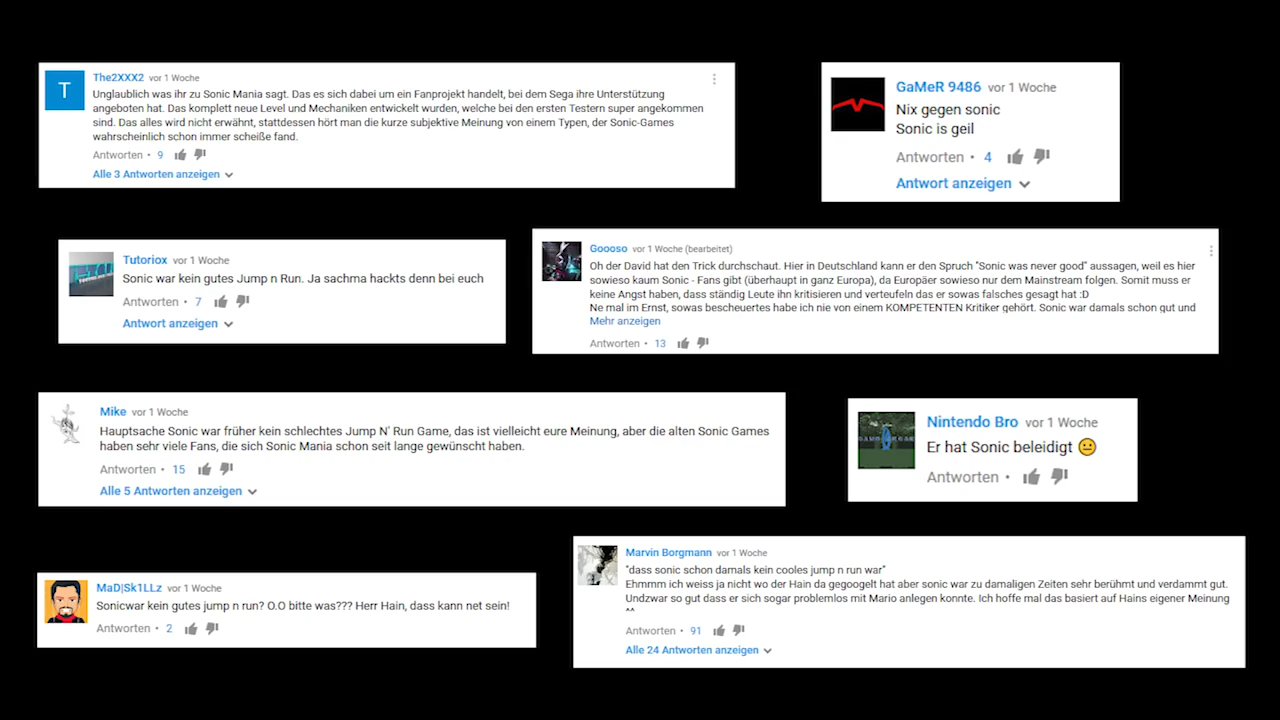 T
The2XXX2 vor 1 Woche
Unglaublich was ihr zu Sonic Mania sagt. Das es sich dabei um ein Fanprojekt handelt, bei dem Sega ihre Unterstützung
angeboten hat. Das komplett neue Level und Mechaniken entwickelt wurden, welche bei den ersten Testern super angekommen
sind. Das alles wird nicht erwähnt, stattdessen hört man die kurze subjektive Meinung von einem Typen, der Sonic-Games
wahrscheinlich schon immer scheiße fand.
Antworten • 9
Alle 3 Antworten anzeigen
GaMeR 9486 vor 1 Woche
Nix gegen sonic
Sonic is geil
Antworten • 4
Antwort anzeigen
Tutoriox vor 1 Woche
Sonic war kein gutes Jump n Run. Ja sachma hackts denn bei euch
Antworten • 7
Antwort anzeigen
Goooso vor 1 Woche (bearbeitet)
Oh der David hat den Trick durchschaut. Hier in Deutschland kann er den Spruch "Sonic was never good" aussagen, weil es hier
sowieso kaum Sonic - Fans gibt (überhaupt in ganz Europa), da Europäer sowieso nur dem Mainstream folgen. Somit muss er
keine Angst haben, dass ständig Leute ihn kritisieren und verteufeln das er sowas falsches gesagt hat :D
Ne mal im Ernst, sowas bescheuertes habe ich nie von einem KOMPETENTEN Kritiker gehört. Sonic war damals schon gut und
Mehr anzeigen
Antworten • 13
Mike vor 1 Woche
Hauptsache Sonic war früher kein schlechtes Jump N' Run Game, das ist vielleicht eure Meinung, aber die alten Sonic Games
haben sehr viele Fans, die sich Sonic Mania schon seit lange gewünscht haben.
Antworten • 15
Alle 5 Antworten anzeigen
Nintendo Bro vor 1 Woche
Er hat Sonic beleidigt 😐
Antworten •
MaD|Sk1LLz vor 1 Woche
Sonicwar kein gutes jump n run? O.O bitte was??? Herr Hain, dass kann net sein!
Antworten • 2
Marvin Borgmann vor 1 Woche
"dass sonic schon damals kein cooles jump n run war"
Ehmmm ich weiss ja nicht wo der Hain da gegoogelt hat aber sonic war zu damaligen Zeiten sehr berühmt und verdammt gut.
Undzwar so gut dass er sich sogar problemlos mit Mario anlegen konnte. Ich hoffe mal das basiert auf Hains eigener Meinung
^^
Antworten • 91
Alle 24 Antworten anzeigen